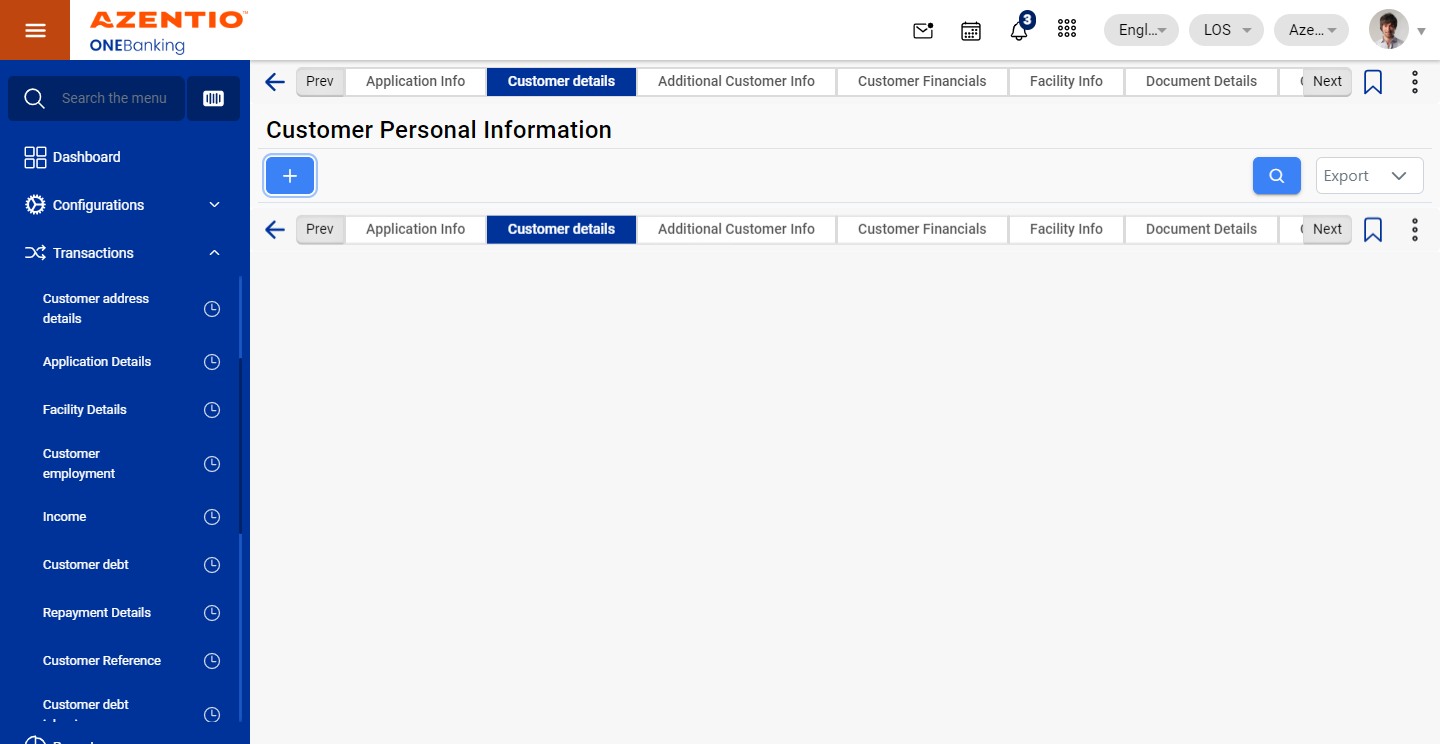 AZENTIO™
ONEBanking
3
Engl...
LOS
Aze...
Search the menu
Dashboard
Configurations
Transactions
Customer address
details
Application Details
Facility Details
Customer
employment
Income
Customer debt
Repayment Details
Customer Reference
Customer debt
Prev
Application Info
Customer details
Additional Customer Info
Customer Financials
Facility Info
Document Details
Next
Customer Personal Information
Export
Prev
Application Info
Customer details
Additional Customer Info
Customer Financials
Facility Info
Document Details
Next